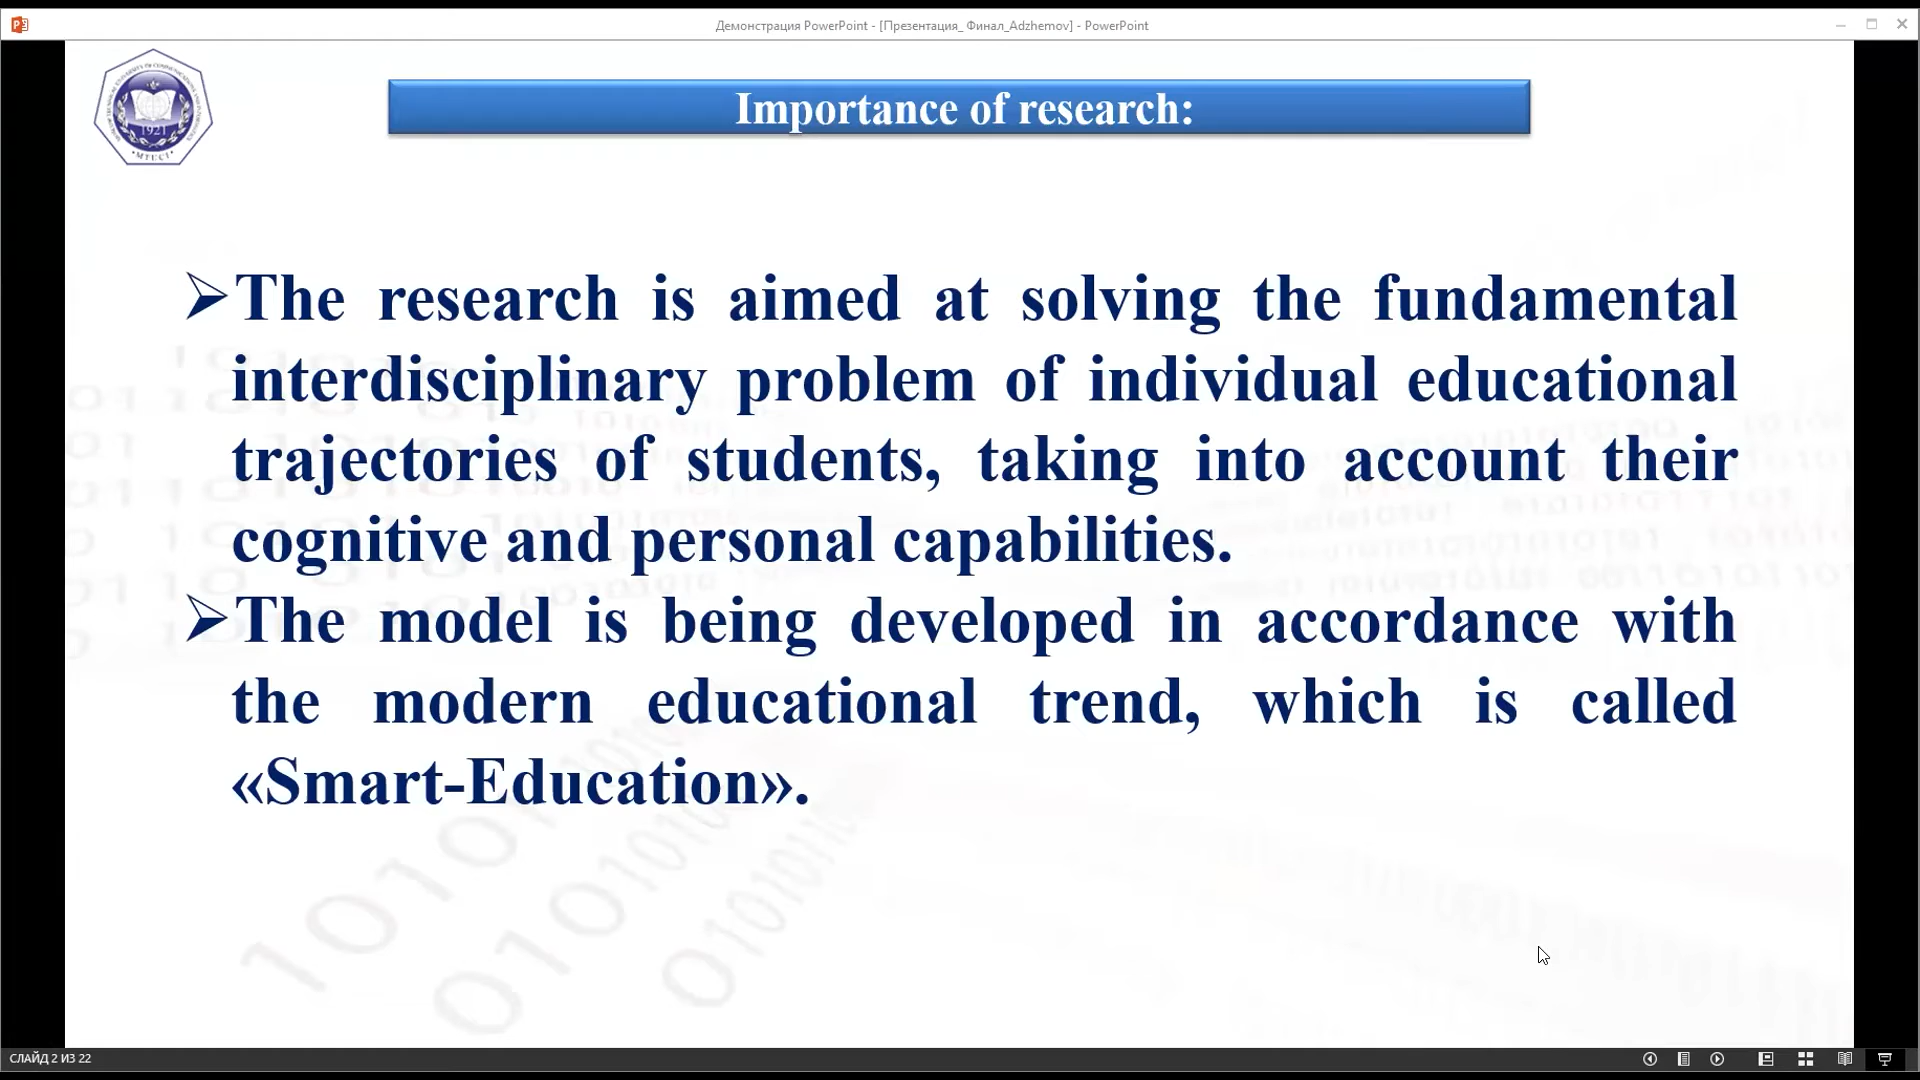 Демонстрация PowerPoint - [Презентация_ Финал_Adzhemov] - PowerPoint
1921
MTUCI
Importance of research:
➢The research is aimed at solving the fundamental
interdisciplinary problem of individual educational
trajectories of students, taking into account their
cognitive and personal capabilities.
➢The model is being developed in accordance with
the modern educational trend, which is called
«Smart-Education».
СЛАЙД 2 ИЗ 22